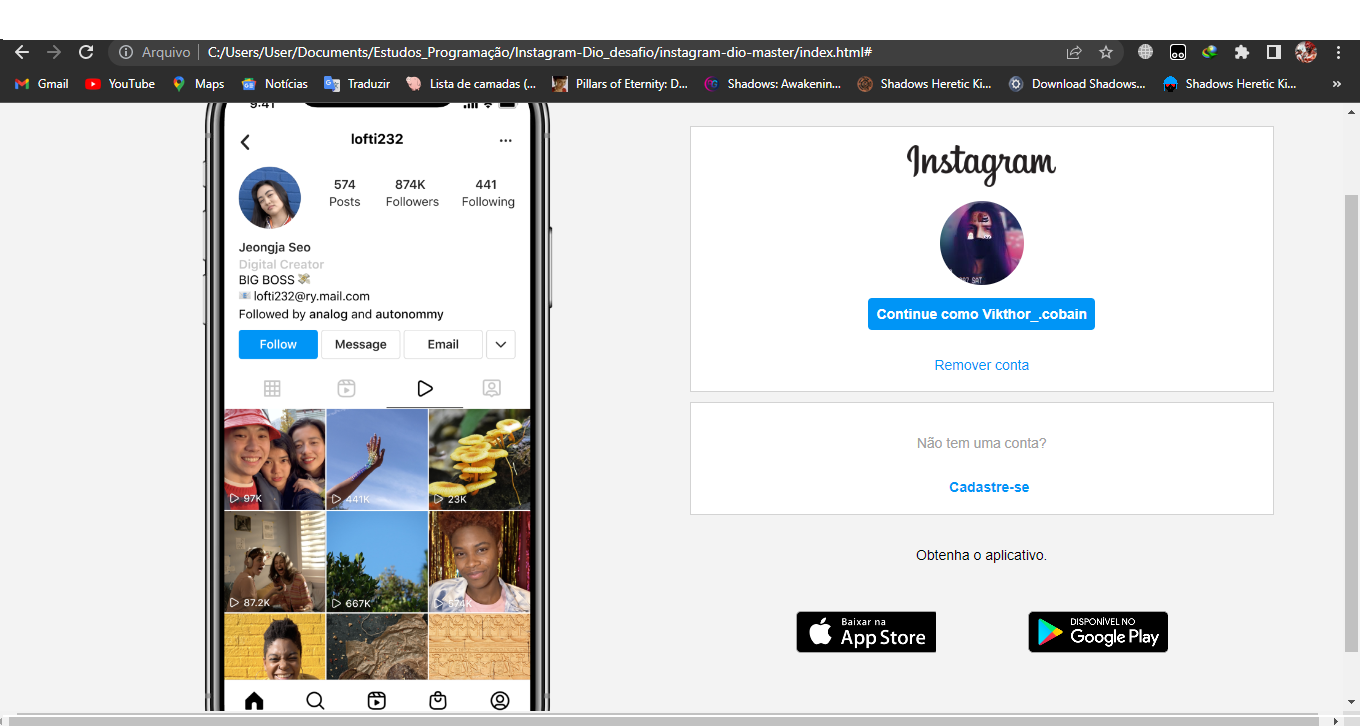 Arquivo C:/Users/User/Documents/Estudos_Programação/Instagram-Dio_desafio/instagram-dio-master/index.html#
Gmail YouTube Maps Notícias Traduzir Lista de camadas (... Pillars of Eternity: D... Shadows: Awakenin... Shadows Heretic Ki... Download Shadows... Shadows Heretic Ki... »
9:41
lofti232
574 874K 441
Posts Followers Following
Jeongja Seo
Digital Creator
BIG BOSS
lofti232@ry.mail.com
Followed by analog and autonommy
Follow Message Email
97K 441K 23K
87.2K 667K 574K
Instagram
Continue como Vikthor_.cobain
Remover conta
Não tem uma conta?
Cadastre-se
Obtenha o aplicativo.
Baixar na
App Store
DISPONÍVEL NO
Google Play